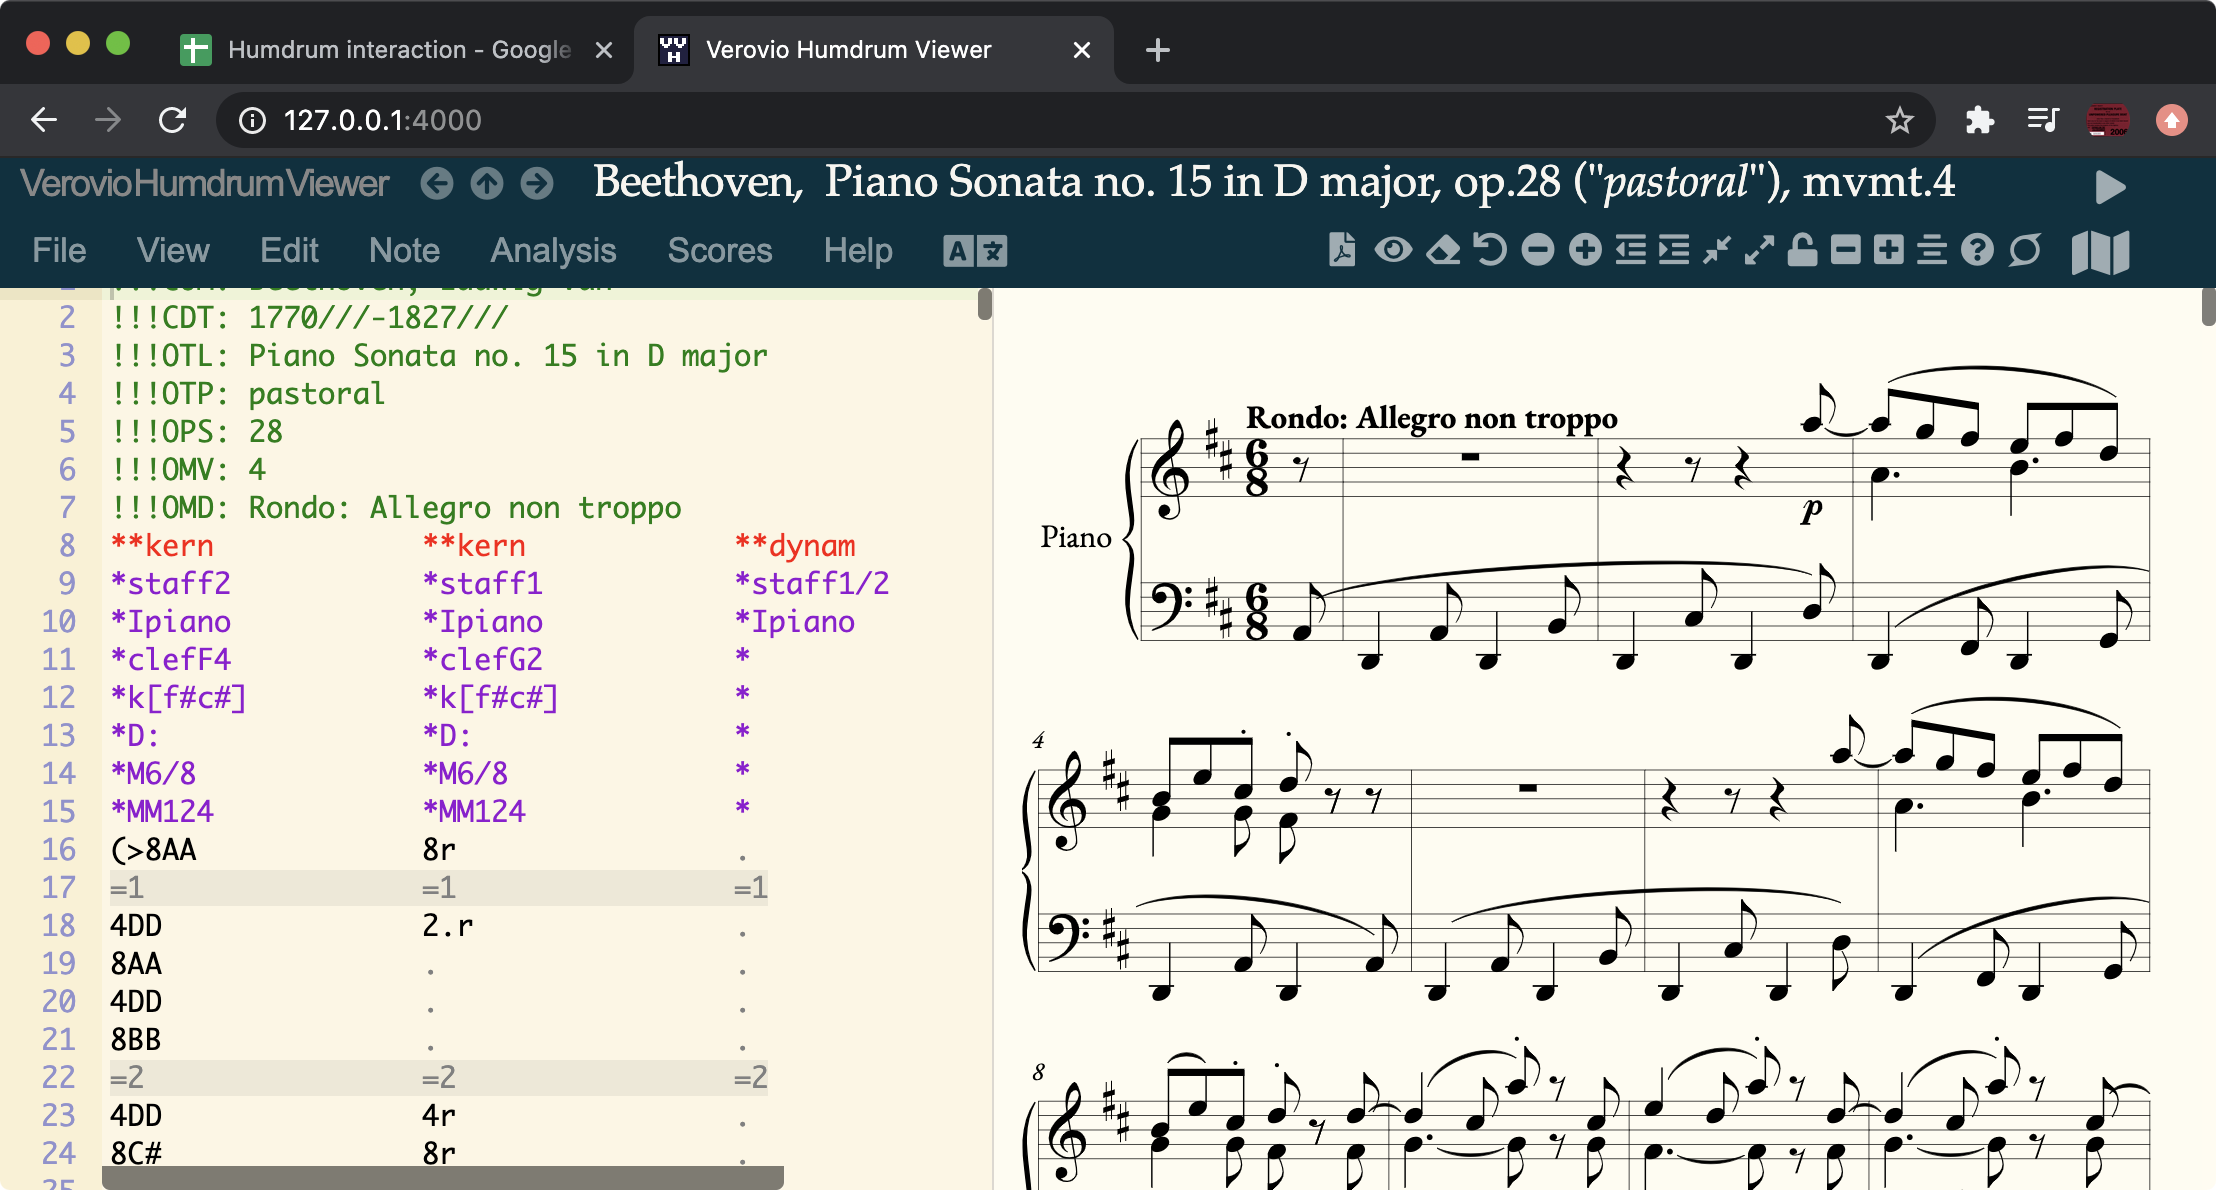 Humdrum interaction - Google
Verovio Humdrum Viewer
127.0.0.1:4000
VerovioHumdrumViewer
Beethoven, Piano Sonata no. 15 in D major, op.28 ("pastoral"), mvmt.4
File View Edit Note Analysis Scores Help A
2 !!!CDT: 1770///-1827///
3 !!!OTL: Piano Sonata no. 15 in D major
4 !!!OTP: pastoral
5 !!!OPS: 28
6 !!!OMV: 4
7 !!!OMD: Rondo: Allegro non troppo
8 **kern **kern **dynam
9 *staff2 *staff1 *staff1/2
10 *Ipiano *Ipiano *Ipiano
11 *clefF4 *clefG2 *
12 *k[f#c#] *k[f#c#] *
13 *D: *D: *
14 *M6/8 *M6/8 *
15 *MM124 *MM124 *
16 (>8AA 8r .
17 =1 =1 =1
18 4DD 2.r .
19 8AA . .
20 4DD . .
21 8BB . .
22 =2 =2 =2
23 4DD 4r .
24 8C# 8r .
Rondo: Allegro non troppo
6
8
p
Piano
6
8
4
8